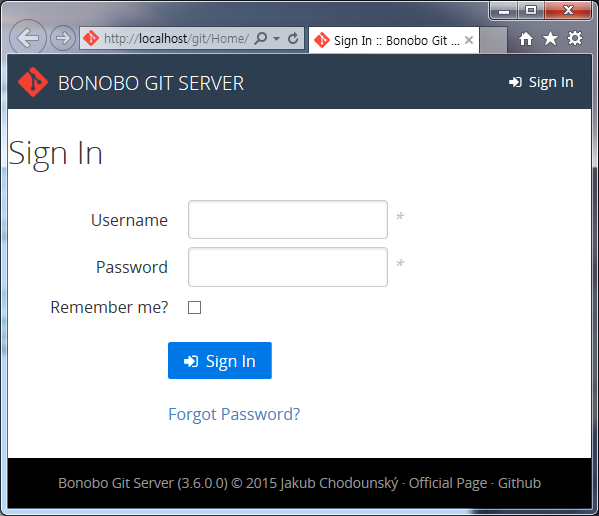 http://localhost/git/Home/
Sign In :: Bonobo Git ...
BONOBO GIT SERVER
Sign In
Sign In
Username *
Password *
Remember me?
Sign In
Forgot Password?
Bonobo Git Server (3.6.0.0) © 2015 Jakub Chodounský · Official Page · Github